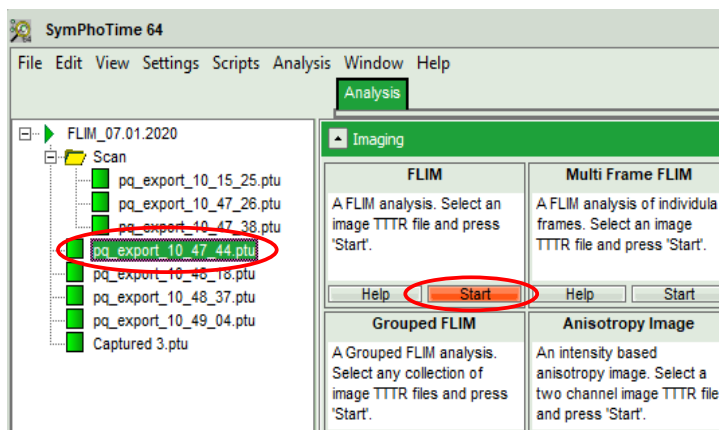 SymPhoTime 64
File Edit View Settings Scripts Analysis Window Help
Analysis
FLIM_07.01.2020
Scan
pq_export_10_15_25.ptu
pq_export_10_47_26.ptu
pq_export_10_47_38.ptu
pq_export_10_47_44.ptu
pq_export_10_48_18.ptu
pq_export_10_48_37.ptu
pq_export_10_49_04.ptu
Captured 3.ptu
Imaging
FLIM
A FLIM analysis. Select an
image TTTR file and press
'Start'.
Help Start
Multi Frame FLIM
A FLIM analysis of individula
frames. Select an image
TTTR file and press 'Start'.
Help Start
Grouped FLIM
A Grouped FLIM analysis.
Select any collection of
image TTTR files and press
'Start'.
Anisotropy Image
An intensity based
anisotropy image. Select a
two channel image TTTR file
and press 'Start'.